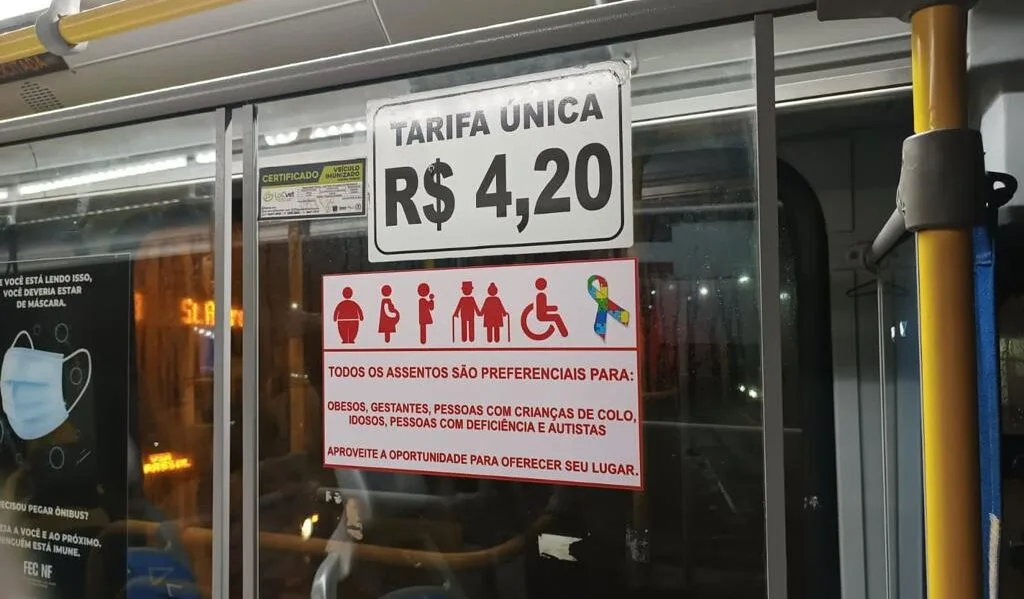 TARIFA ÚNICA
R$ 4,20
CERTIFICADO
VEÍCULO
IMUNIZADO
TODOS OS ASSENTOS SÃO PREFERENCIAIS PARA:
OBESOS, GESTANTES, PESSOAS COM CRIANÇAS DE COLO,
IDOSOS, PESSOAS COM DEFICIÊNCIA E AUTISTAS
APROVEITE A OPORTUNIDADE PARA OFERECER SEU LUGAR.
VOCÊ ESTÁ LENDO ISSO,
VOCÊ DEVERIA ESTAR
DE MÁSCARA.
PEGAR ÔNIBUS?
A VOCÊ E AO PRÓXIMO.
ESTÁ IMUNE.
FEC NF